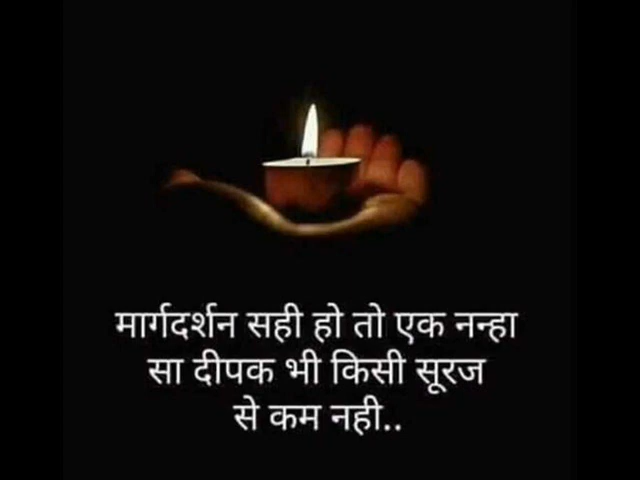 मार्गदर्शन सही हो तो एक नन्हा
सा दीपक भी किसी सूरज
से कम नही..